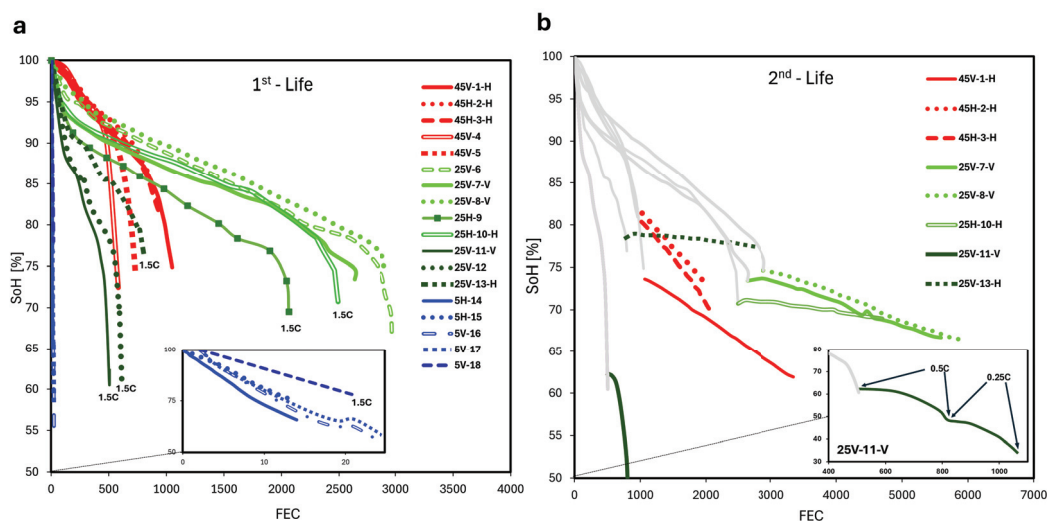 a
1st - Life
SoH [%]
100
95
90
85
80
75
70
65
60
55
50
0
500
1000
1500
2000
2500
3000
3500
4000
FEC
45V-1-H
45H-2-H
45H-3-H
45V-4
45V-5
25V-6
25V-7-V
25V-8-V
25H-9
25H-10-H
25V-11-V
25V-12
25V-13-H
5H-14
5H-15
5V-16
5V-17
5V-18
1.5C
1.5C
1.5C
1.5C
1.5C
100
75
50
0
10
20
1.5C
b
2nd - Life
SoH [%]
100
95
90
85
80
75
70
65
60
55
50
0
1000
2000
3000
4000
5000
6000
7000
FEC
45V-1-H
45H-2-H
45H-3-H
25V-7-V
25V-8-V
25H-10-H
25V-11-V
25V-13-H
90
80
70
60
50
40
30
400
600
800
1000
0.5C
0.25C
25V-11-V